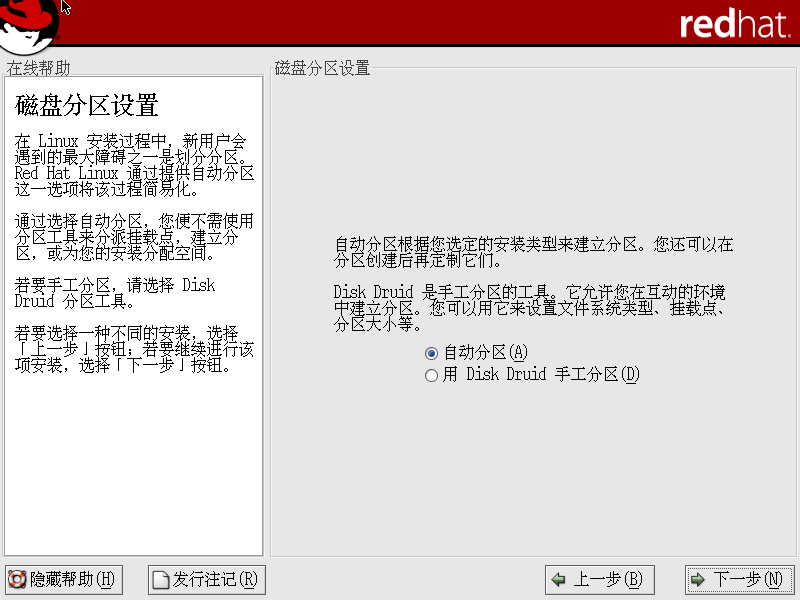 redhat.
在线帮助
磁盘分区设置
在 Linux 安装过程中，新用户会
遇到的最大障碍之一是划分分区。
Red Hat Linux 通过提供自动分区
这一选项将该过程简易化。
通过选择自动分区，您便不需使用
分区工具来分派挂载点，建立分
区，或为您的安装分配空间。
若要手工分区，请选择 Disk
Druid 分区工具。
若要选择一种不同的安装，选择
「上一步」按钮；若要继续进行该
项安装，选择「下一步」按钮。
磁盘分区设置
自动分区根据您选定的安装类型来建立分区。您还可以在
分区创建后再定制它们。
Disk Druid 是手工分区的工具。它允许您在互动的环境
中建立分区。您可以用它来设置文件系统类型、挂载点、
分区大小等。
自动分区(A)
用 Disk Druid 手工分区(D)
隐藏帮助(H)
发行注记(R)
上一步(B)
下一步(N)